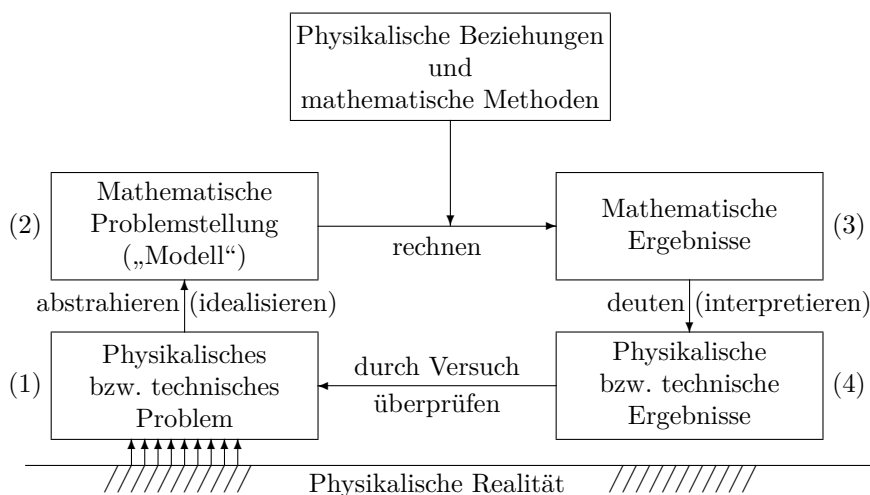 Physikalische Beziehungen
und
mathematische Methoden
(2)
Mathematische
Problemstellung
(„Modell“)
rechnen
Mathematische
Ergebnisse
(3)
abstrahieren (idealisieren)
deuten (interpretieren)
(1)
Physikalisches
bzw. technisches
Problem
durch Versuch
überprüfen
Physikalische
bzw. technische
Ergebnisse
(4)
Physikalische Realität